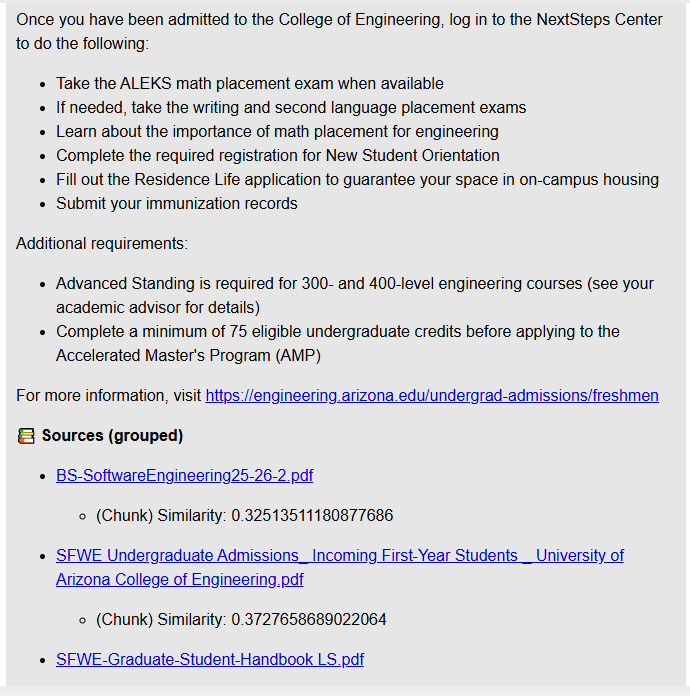 Once you have been admitted to the College of Engineering, log in to the NextSteps Center
to do the following:
• Take the ALEKS math placement exam when available
• If needed, take the writing and second language placement exams
• Learn about the importance of math placement for engineering
• Complete the required registration for New Student Orientation
• Fill out the Residence Life application to guarantee your space in on-campus housing
• Submit your immunization records
Additional requirements:
• Advanced Standing is required for 300- and 400-level engineering courses (see your
academic advisor for details)
• Complete a minimum of 75 eligible undergraduate credits before applying to the
Accelerated Master's Program (AMP)
For more information, visit https://engineering.arizona.edu/undergrad-admissions/freshmen
📚 Sources (grouped)
• BS-SoftwareEngineering25-26-2.pdf
◦ (Chunk) Similarity: 0.32513511180877686
• SFWE Undergraduate Admissions_ Incoming First-Year Students _ University of
Arizona College of Engineering.pdf
◦ (Chunk) Similarity: 0.3727658689022064
• SFWE-Graduate-Student-Handbook LS.pdf